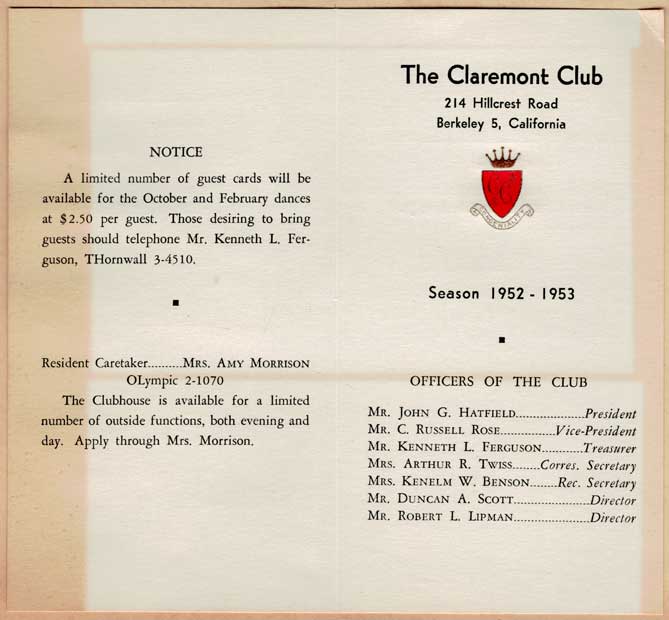 NOTICE
A limited number of guest cards will be
available for the October and February dances
at $2.50 per guest. Those desiring to bring
guests should telephone Mr. Kenneth L. Fer-
guson, THornwall 3-4510.
Resident Caretaker..........MRS. AMY MORRISON
OLympic 2-1070
The Clubhouse is available for a limited
number of outside functions, both evening and
day. Apply through Mrs. Morrison.
The Claremont Club
214 Hillcrest Road
Berkeley 5, California
CC
CONGENIALITY
Season 1952 - 1953
OFFICERS OF THE CLUB
MR. JOHN G. HATFIELD.....................President
MR. C. RUSSELL ROSE.................Vice-President
MR. KENNETH L. FERGUSON............Treasurer
MRS. ARTHUR R. TWISS........Corres. Secretary
MRS. KENELM W. BENSON.......Rec. Secretary
MR. DUNCAN A. SCOTT.......................Director
MR. ROBERT L. LIPMAN.......................Director